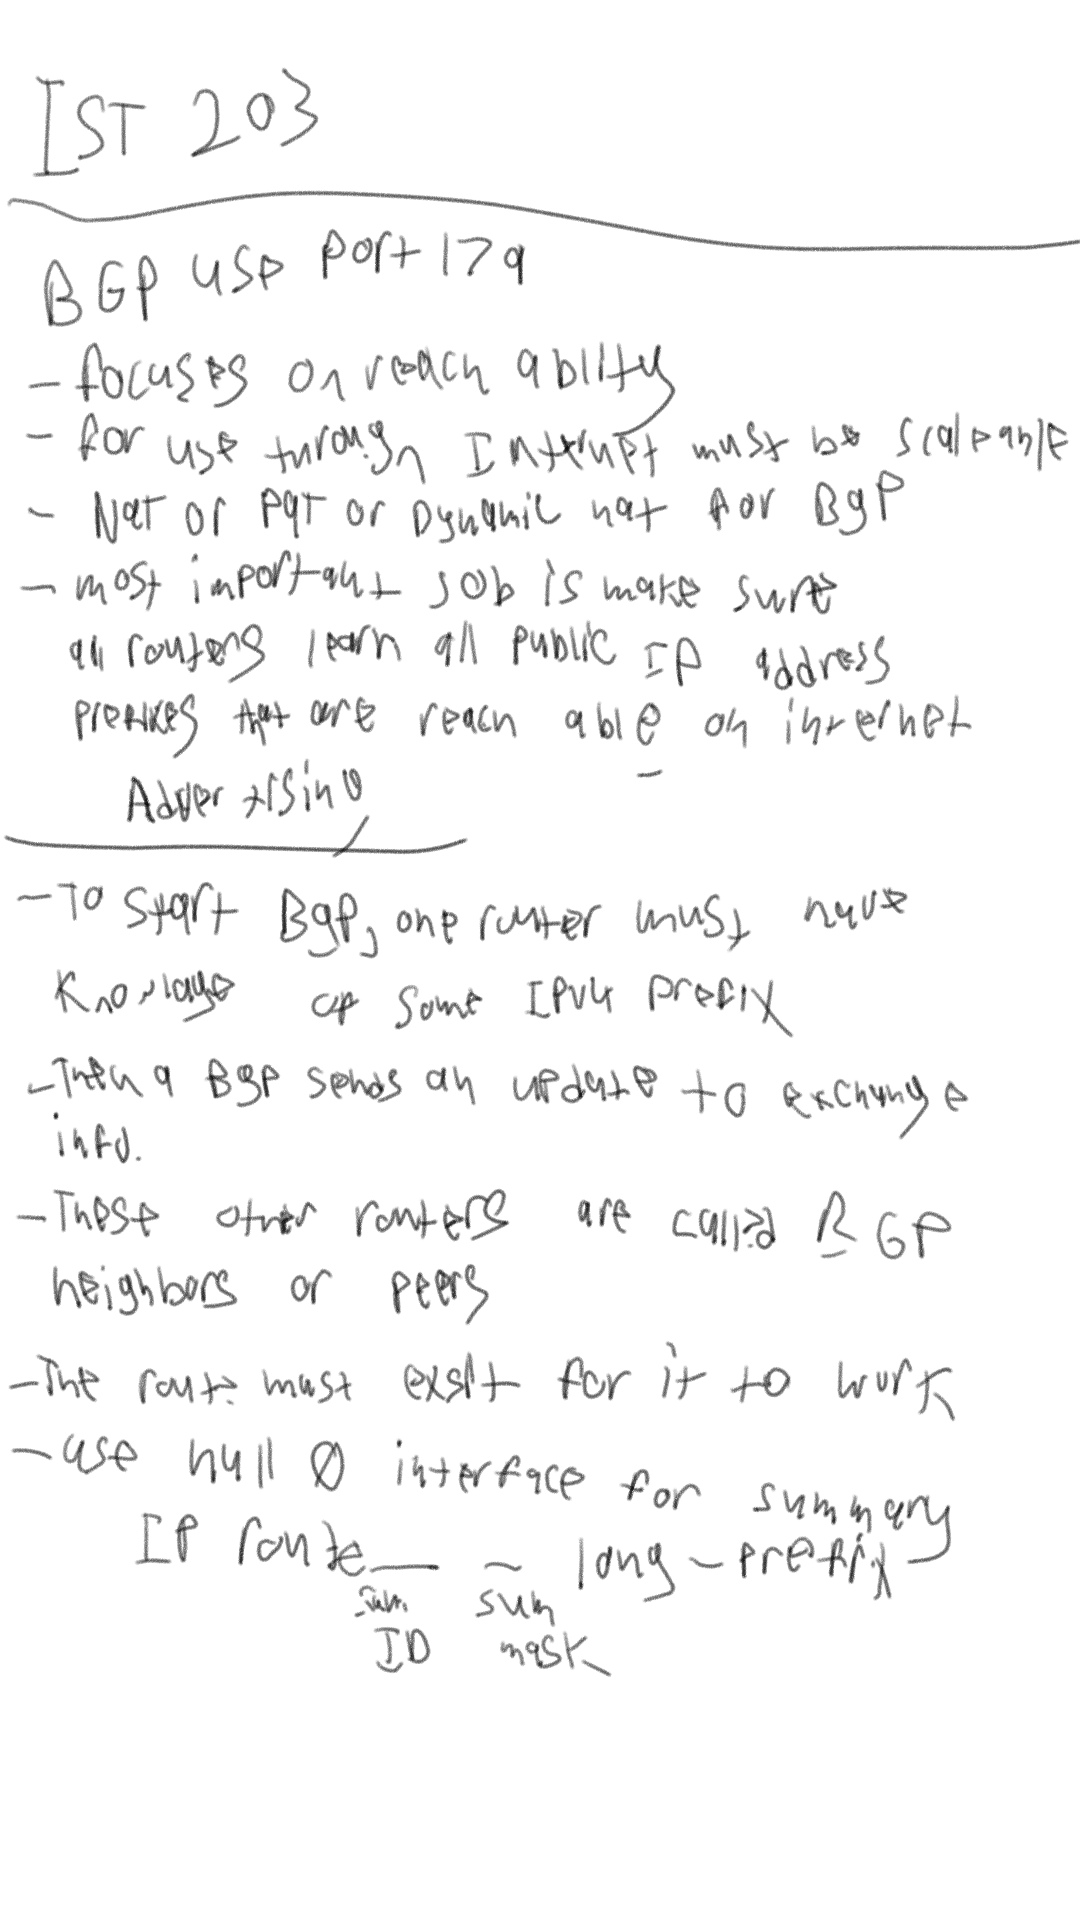 IST 203
BGP use port 179
- focuses on reach ablity
- for use through Internet must be scaleable
- Nat or Pat or Dynamic nat for BgP
- most important job is make sure
all routers learn all public IP address
prefixes that are reach able on internet
Advertising
- To start BgP, one router must have
Knowlage of some IPv4 prefix
- Then a Bgp sends an update to exchange
info.
- These other routers are called BGP
neighbors or peers
- The route must exsit for it to work
- use null 0 interface for summary
IP route __ _ long - prefix
sum sum
ID mask